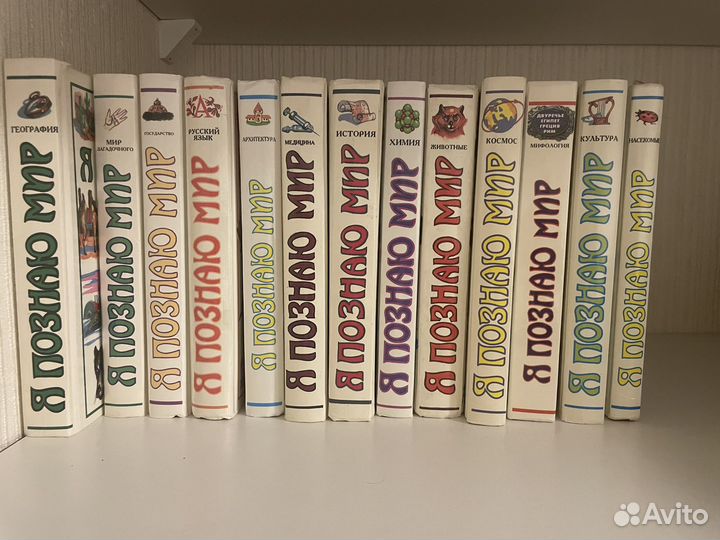 ГЕОГРАФИЯ
Я ПОЗНАЮ МИР
Я
МИР
ЗАГАДОЧНОГО
Я ПОЗНАЮ МИР
ГОСУДАРСТВО
Я ПОЗНАЮ МИР
РУССКИЙ
ЯЗЫК
Я ПОЗНАЮ МИР
АРХИТЕКТУРА
Я ПОЗНАЮ МИР
МЕДИЦИНА
Я ПОЗНАЮ МИР
ИСТОРИЯ
Я ПОЗНАЮ МИР
ХИМИЯ
Я ПОЗНАЮ МИР
ЖИВОТНЫЕ
Я ПОЗНАЮ МИР
КОСМОС
Я ПОЗНАЮ МИР
ДВУРЕЧЬЕ
ЕГИПЕТ
ГРЕЦИЯ
РИМ
МИФОЛОГИЯ
Я ПОЗНАЮ МИР
КУЛЬТУРА
Я ПОЗНАЮ МИР
НАСЕКОМЫЕ
Я ПОЗНАЮ МИР
Avito